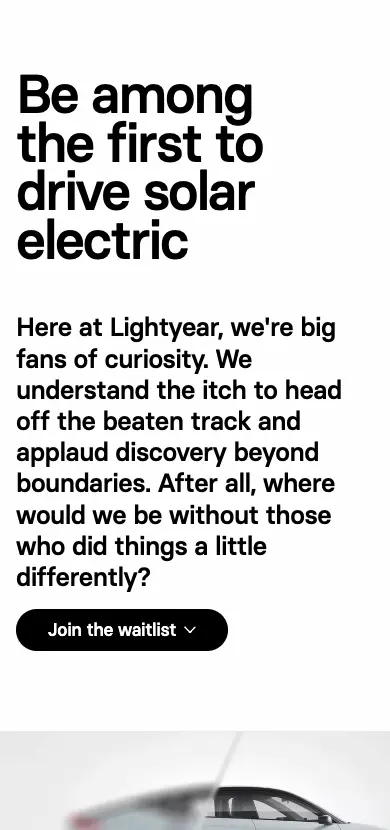 Be among
the first to
drive solar
electric
Here at Lightyear, we're big
fans of curiosity. We
understand the itch to head
off the beaten track and
applaud discovery beyond
boundaries. After all, where
would we be without those
who did things a little
differently?
Join the waitlist